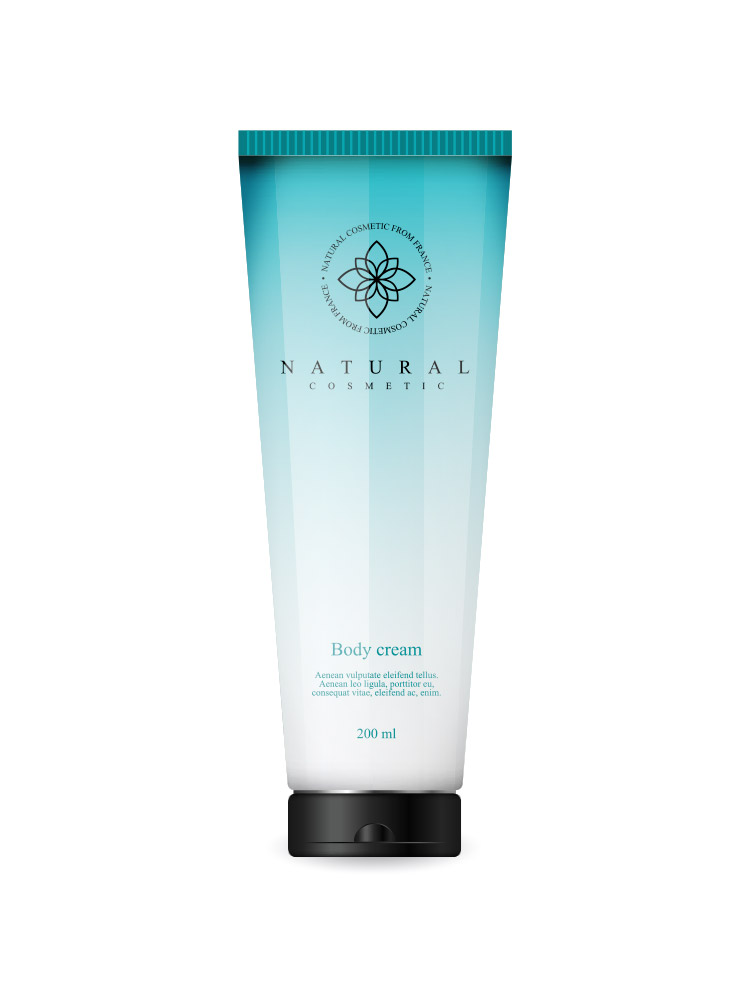 NATURAL COSMETIC FROM FRANCE • NATURAL COSMETIC FROM FRANCE •
NATURAL
COSMETIC
Body cream
Aenean vulputate eleifend tellus.
Aenean leo ligula, porttitor eu,
consequat vitae, eleifend ac, enim.
200 ml